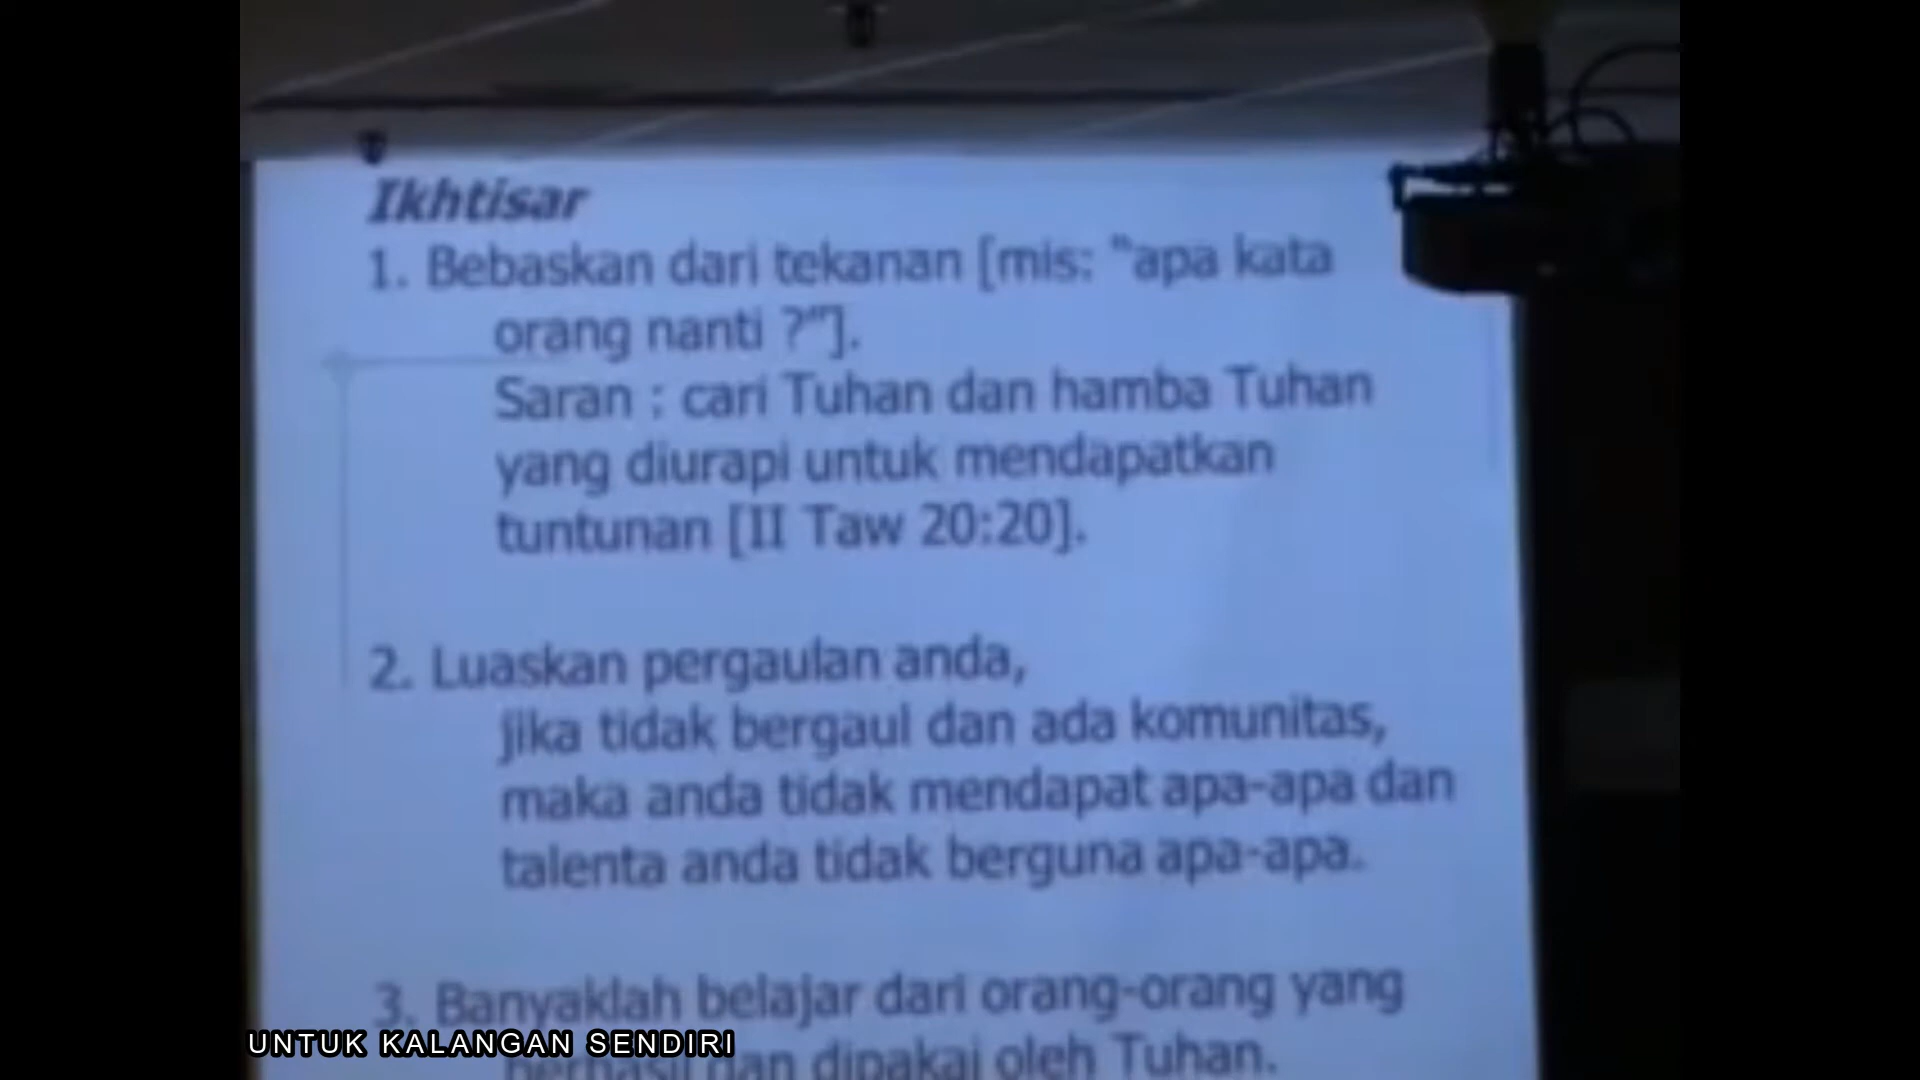 Ikhtisar
1. Bebaskan dari tekanan [mis: "apa kata
orang nanti ?"].
Saran : cari Tuhan dan hamba Tuhan
yang diurapi untuk mendapatkan
tuntunan [II Taw 20:20].
2. Luaskan pergaulan anda,
jika tidak bergaul dan ada komunitas,
maka anda tidak mendapat apa-apa dan
talenta anda tidak berguna apa-apa.
3. Banyaklah belajar dari orang-orang yang
berhasil dan dipakai oleh Tuhan.
UNTUK KALANGAN SENDIRI